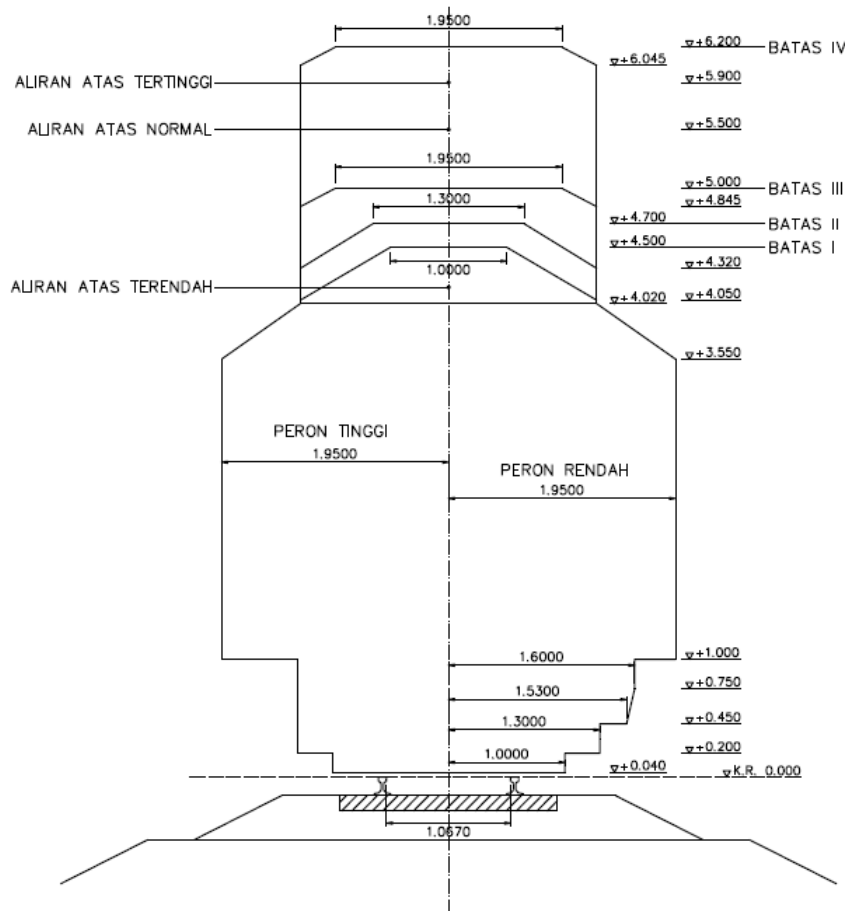 1.9500
▽+6.200 BATAS IV
▽+6.045
ALIRAN ATAS TERTINGGI ▽+5.900
ALIRAN ATAS NORMAL ▽+5.500
1.9500
▽+5.000 BATAS III
1.3000 ▽+4.845
▽+4.700 BATAS II
▽+4.500 BATAS I
1.0000 ▽+4.320
ALIRAN ATAS TERENDAH
▽+4.020 ▽+4.050
▽+3.550
PERON TINGGI
1.9500
PERON RENDAH
1.9500
1.6000 ▽+1.000
▽+0.750
1.5300
1.3000 ▽+0.450
1.0000 ▽+0.200
▽+0.040 ▽K.R. 0.000
1.0670